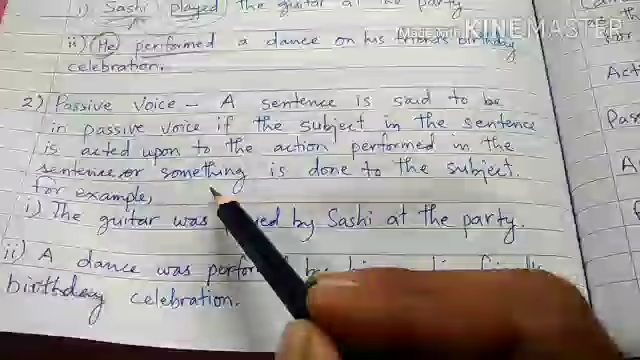 i) Sashi played the guitar at the party
ii) He performed a dance on his friends birthday
celebration.
2) Passive Voice - A sentence is said to be
in passive voice if the subject in the sentence
is acted upon to the action performed in the
sentence or something is done to the subject.
for example,
i) The guitar was by Sashi at the party.
ii) A dance was
birthday celebration.
Made with KINEMASTER
Act
Pas
A